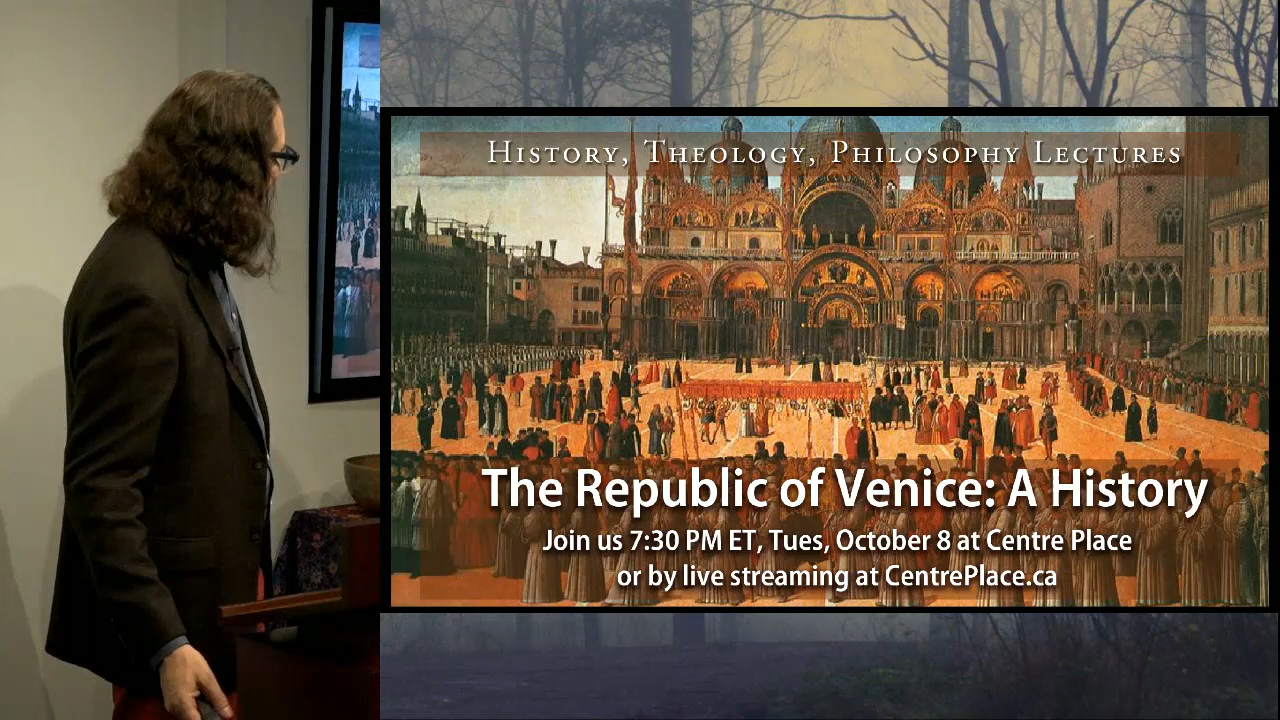 History, Theology, Philosophy Lectures
The Republic of Venice: A History
Join us 7:30 PM ET, Tues, October 8 at Centre Place
or by live streaming at CentrePlace.ca